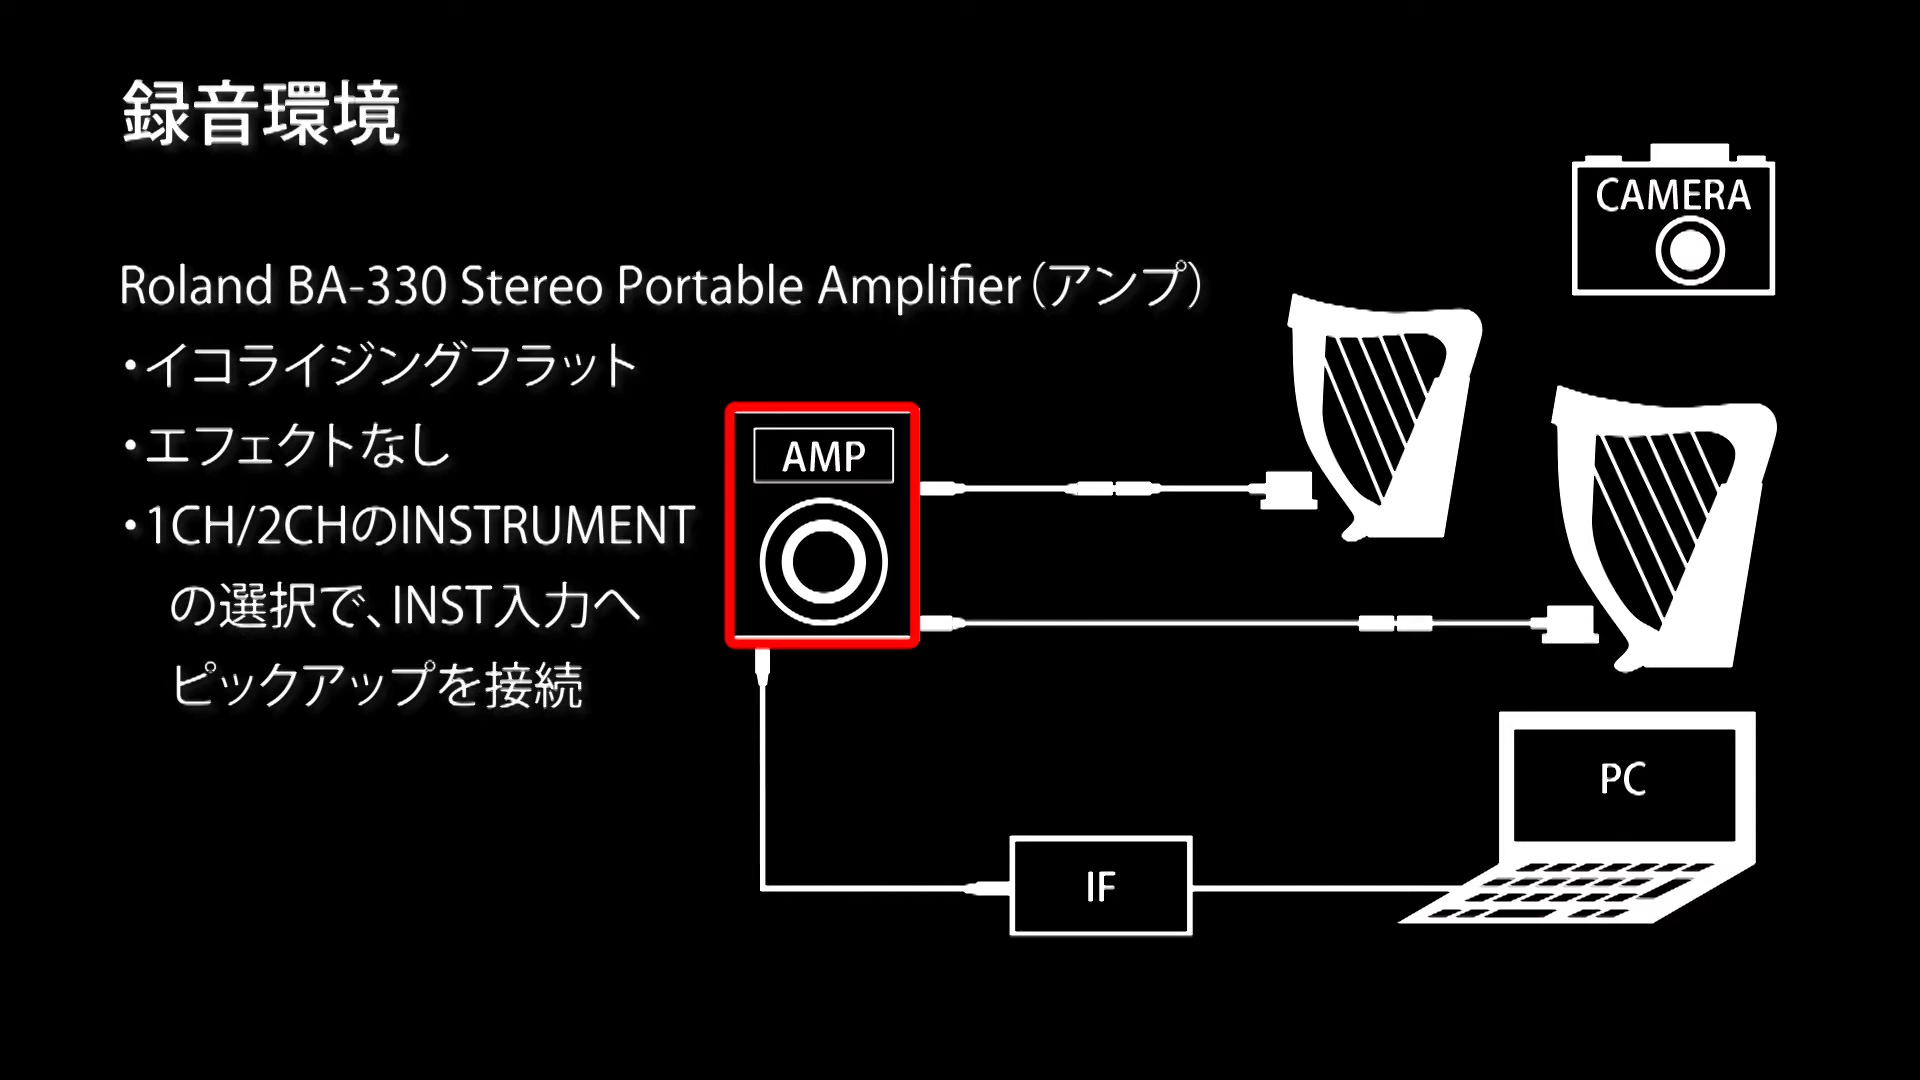 録音環境
Roland BA-330 Stereo Portable Amplifier（アンプ）
・イコライジングフラット
・エフェクトなし
・1CH/2CHのINSTRUMENT
の選択で、INST入力へ
ピックアップを接続
CAMERA
AMP
PC
IF